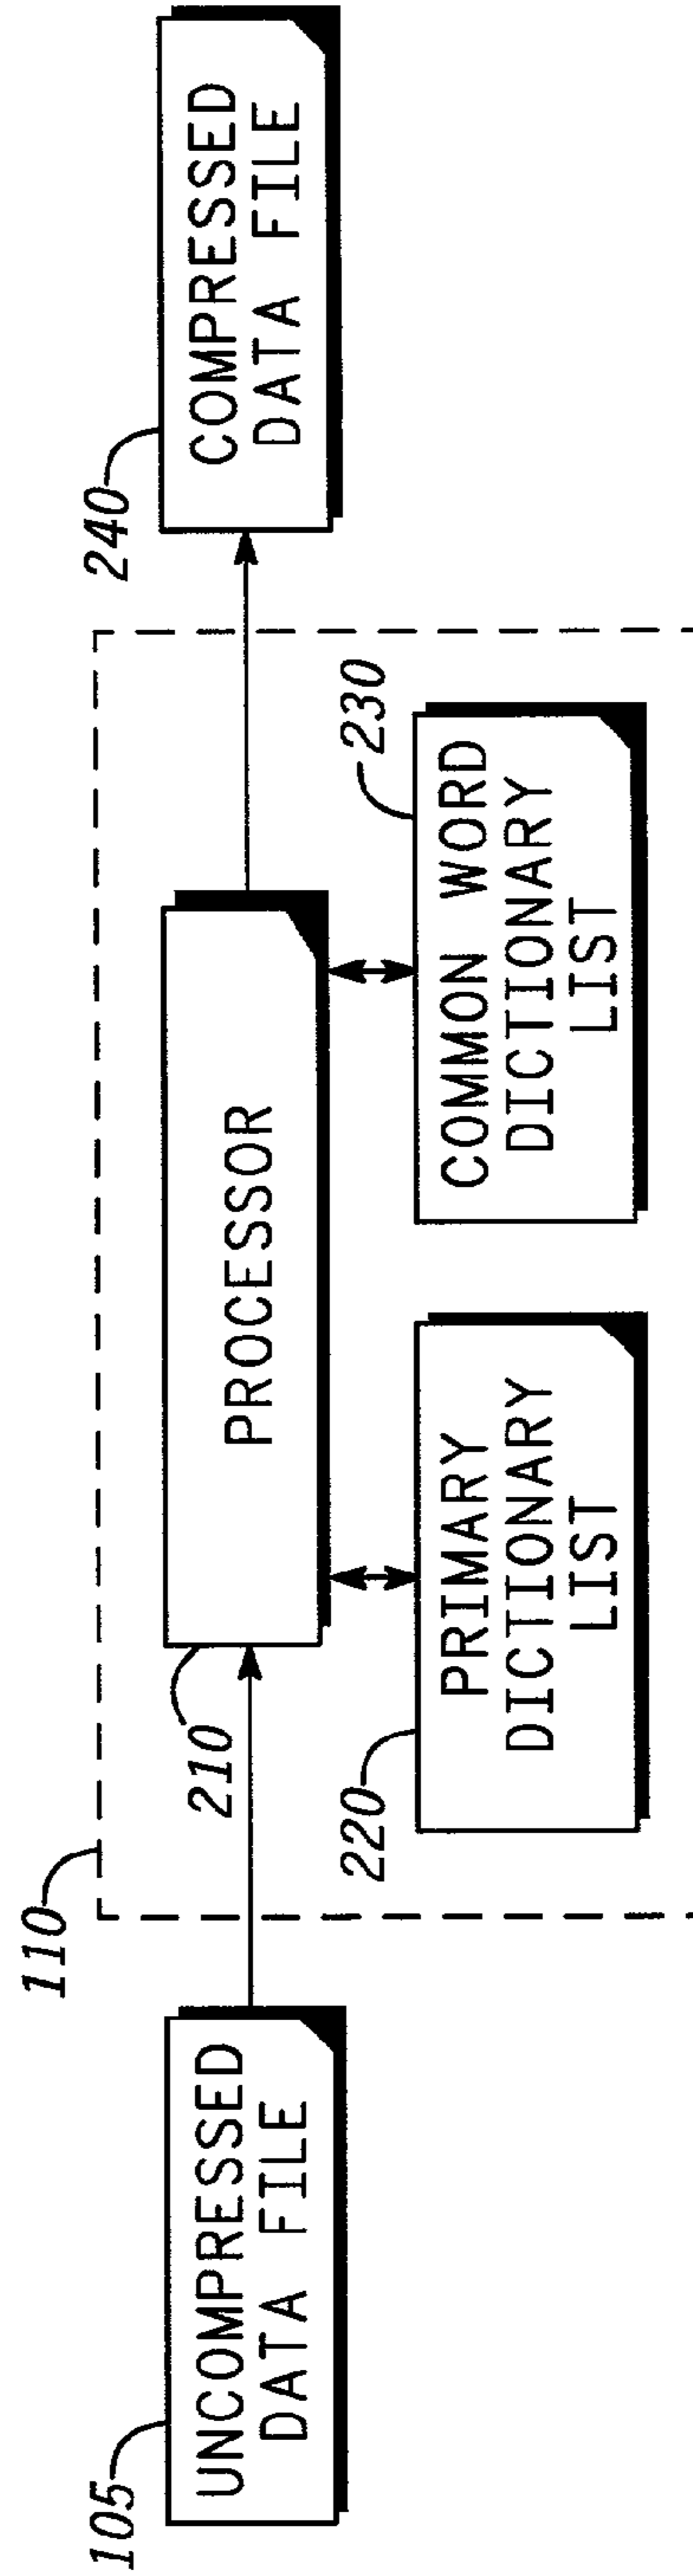 110
105
UNCOMPRESSED
DATA FILE
210
PROCESSOR
240
COMPRESSED
DATA FILE
220
PRIMARY
DICTIONARY
LIST
230
COMMON WORD
DICTIONARY
LIST